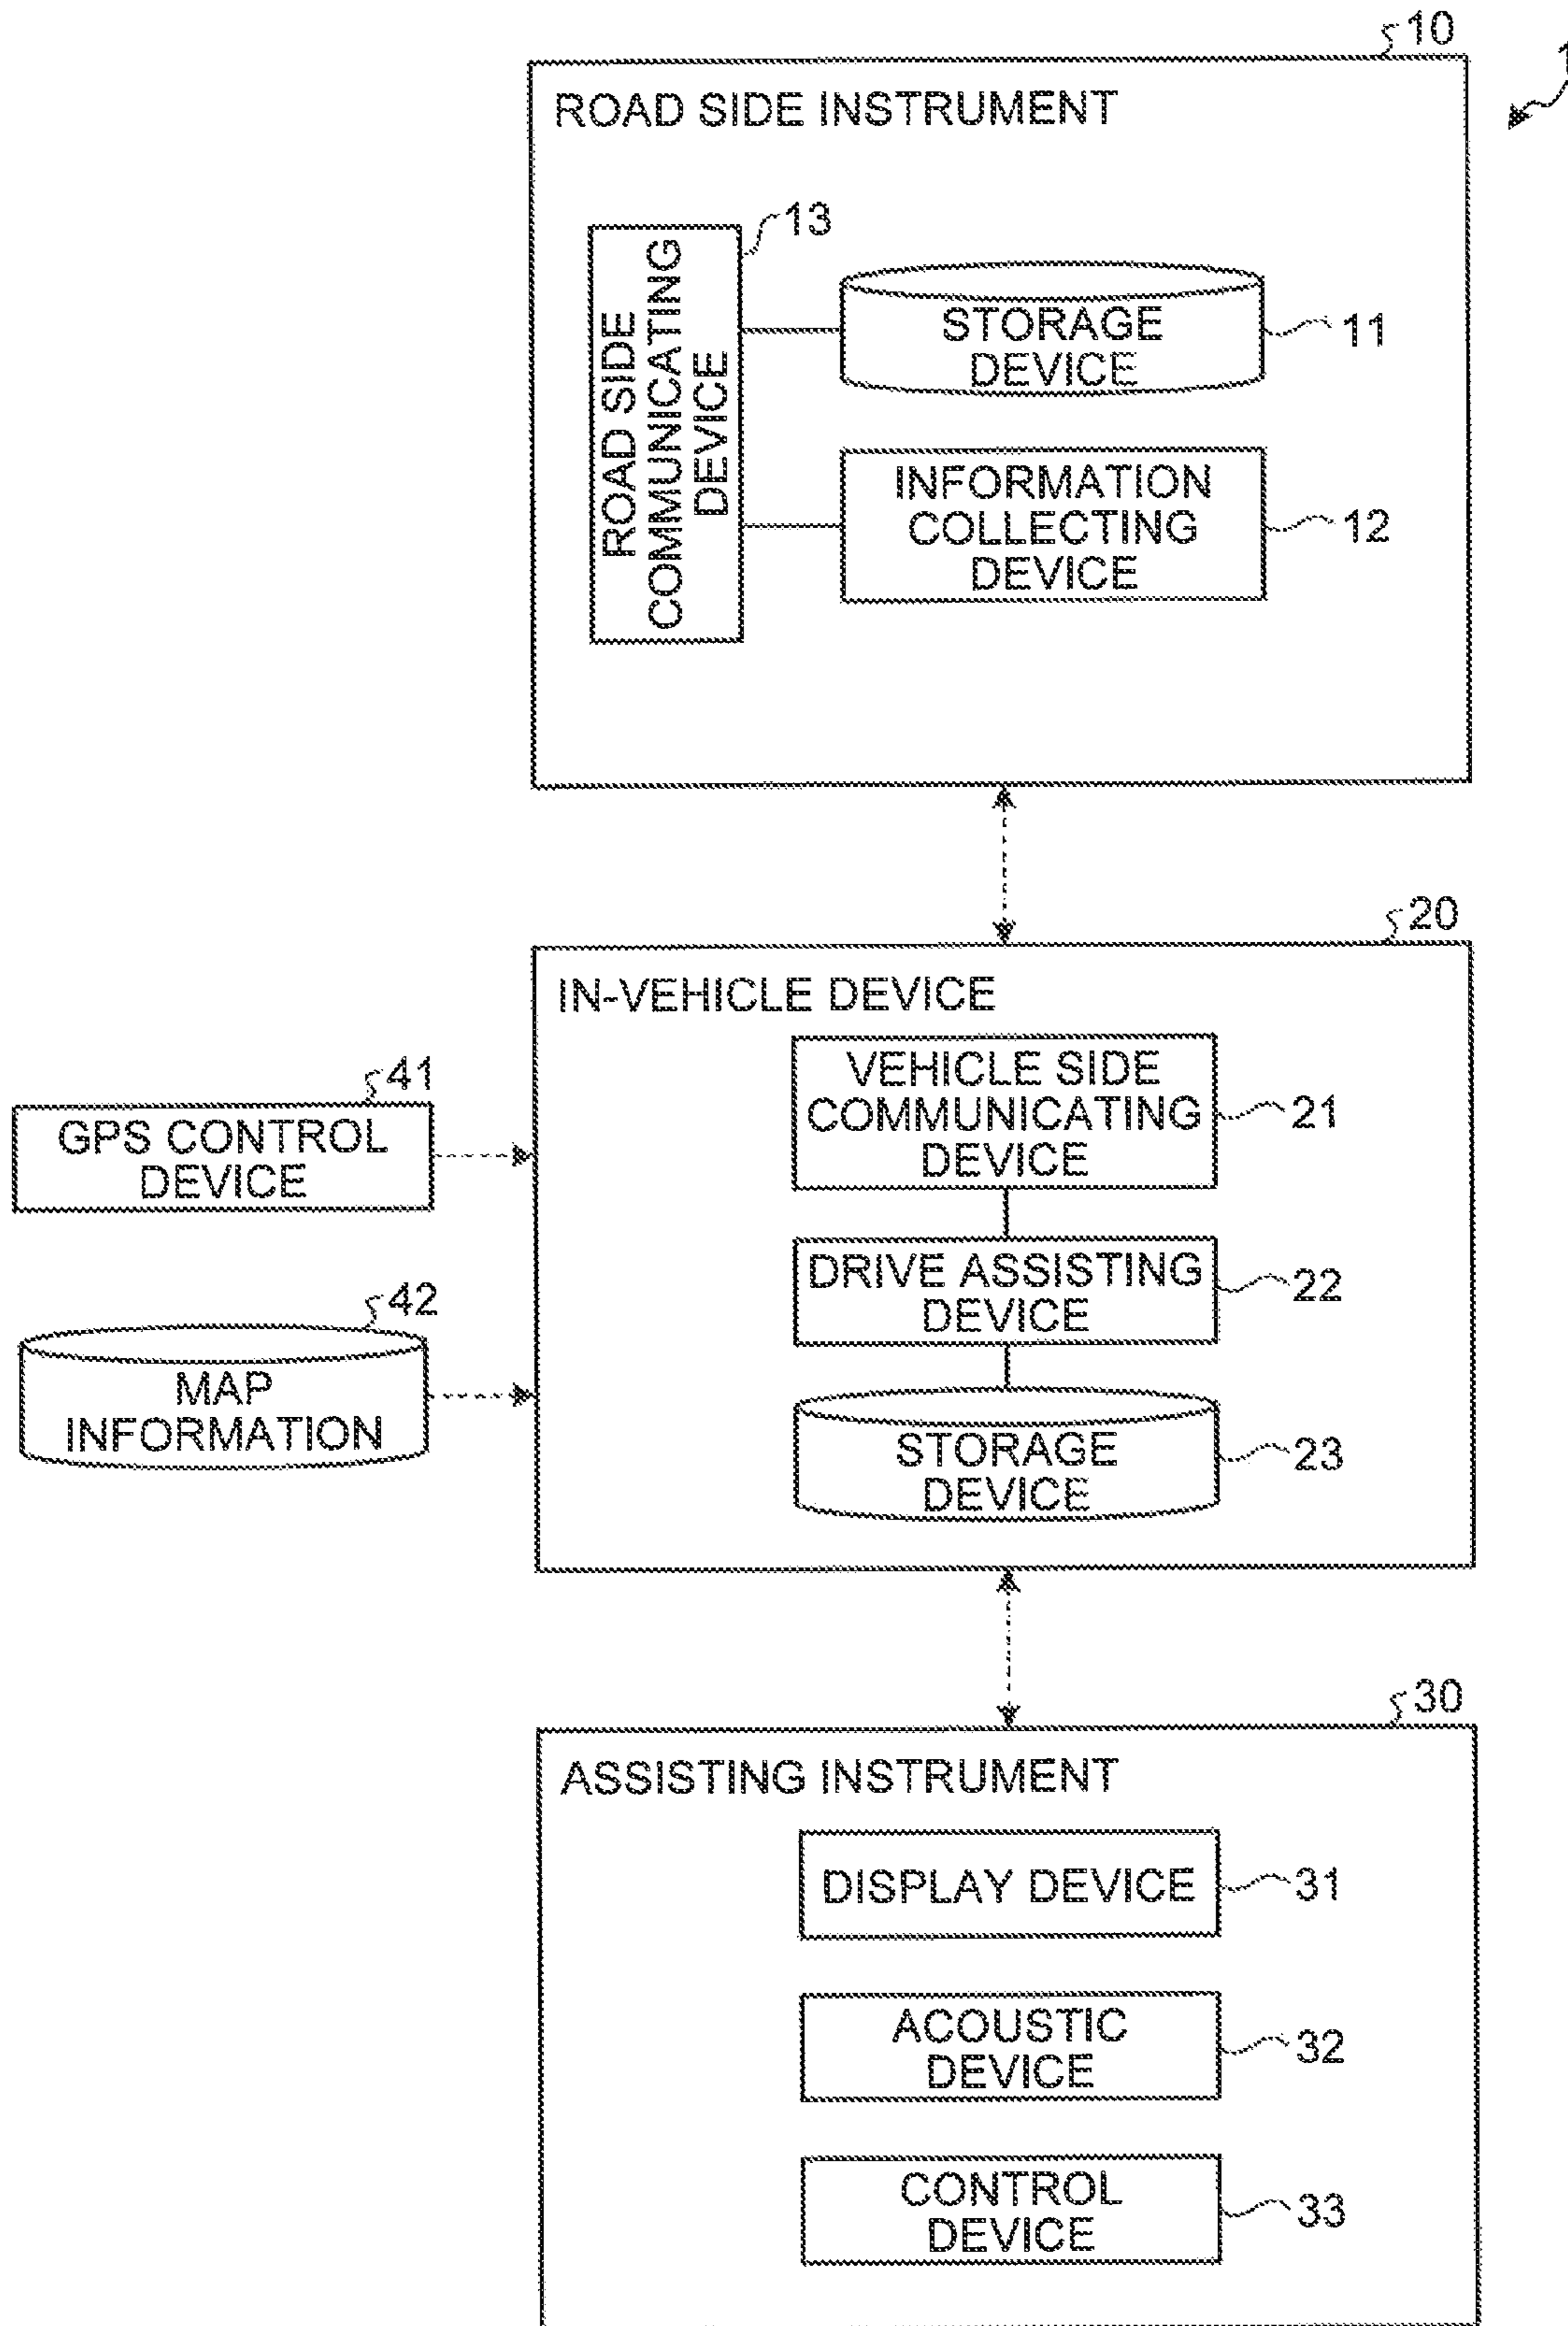 10
1
ROAD SIDE INSTRUMENT
13
ROAD SIDE
COMMUNICATING
DEVICE
STORAGE
DEVICE
11
INFORMATION
COLLECTING
DEVICE
12
20
IN-VEHICLE DEVICE
41
GPS CONTROL
DEVICE
VEHICLE SIDE
COMMUNICATING
DEVICE
21
DRIVE ASSISTING
DEVICE
22
42
MAP
INFORMATION
STORAGE
DEVICE
23
30
ASSISTING INSTRUMENT
DISPLAY DEVICE
31
ACOUSTIC
DEVICE
32
CONTROL
DEVICE
33